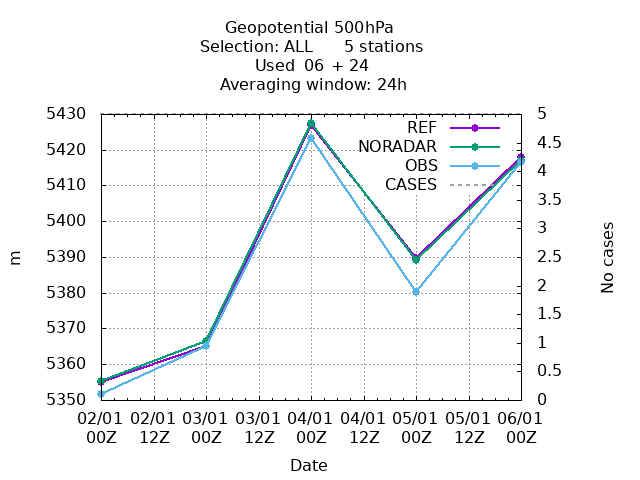 Geopotential 500hPa
Selection: ALL 5 stations
Used 06 + 24
Averaging window: 24h
5430
5420
5410
5400
5390
5380
5370
5360
5350
m
5
4.5
4
3.5
3
2.5
2
1.5
1
0.5
0
No cases
REF
NORADAR
OBS
CASES
02/01 02/01 03/01 03/01 04/01 04/01 05/01 05/01 06/01
00Z 12Z 00Z 12Z 00Z 12Z 00Z 12Z 00Z
Date